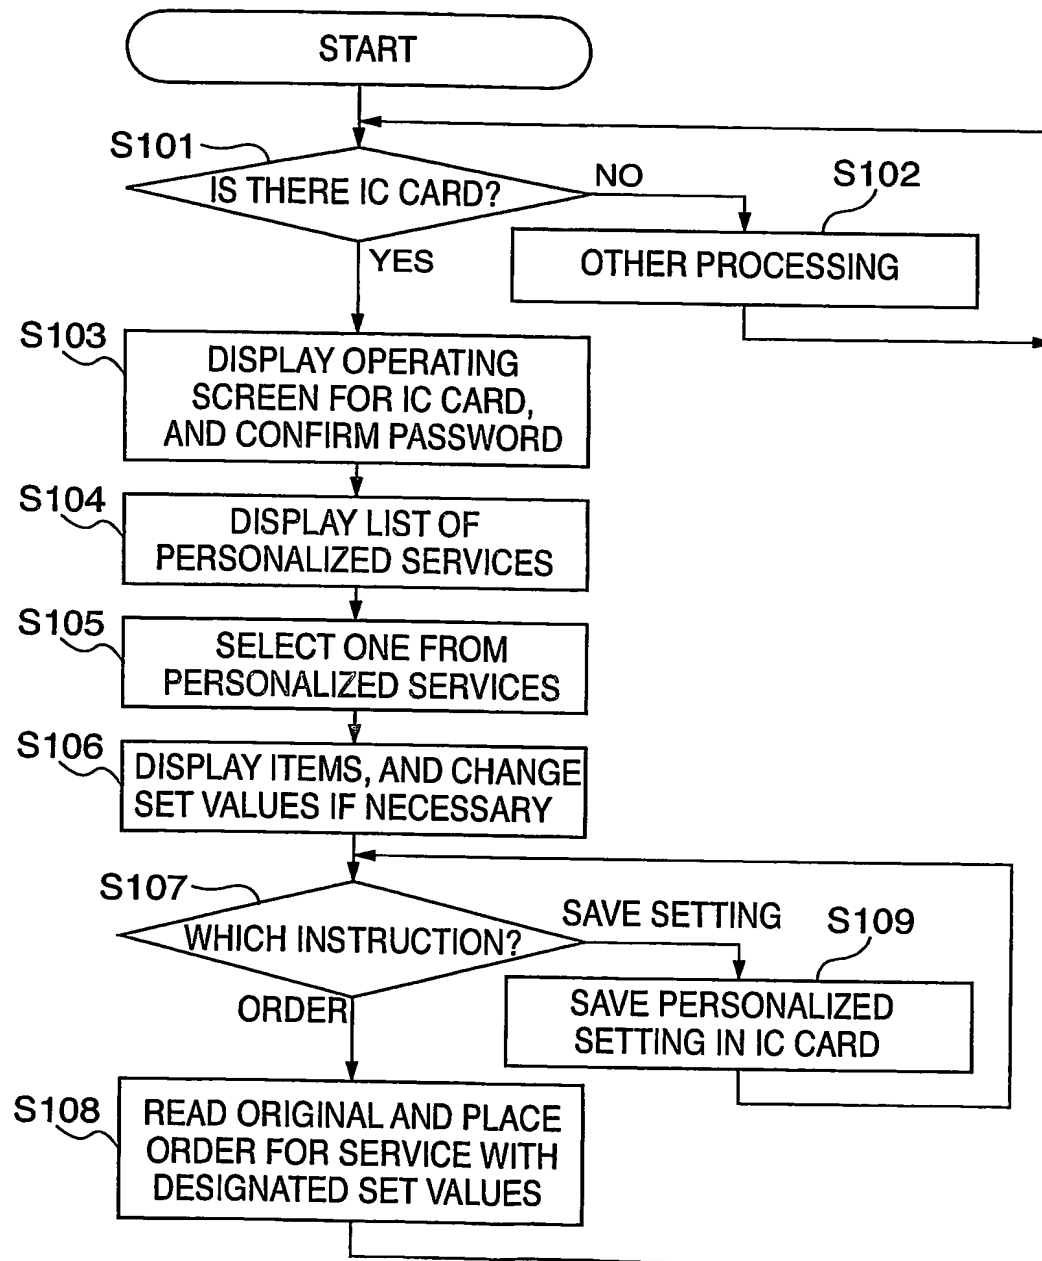 START
S101
IS THERE IC CARD?
NO
S102
YES
OTHER PROCESSING
S103
DISPLAY OPERATING
SCREEN FOR IC CARD,
AND CONFIRM PASSWORD
S104
DISPLAY LIST OF
PERSONALIZED SERVICES
S105
SELECT ONE FROM
PERSONALIZED SERVICES
S106
DISPLAY ITEMS, AND CHANGE
SET VALUES IF NECESSARY
S107
WHICH INSTRUCTION?
SAVE SETTING
S109
ORDER
SAVE PERSONALIZED
SETTING IN IC CARD
S108
READ ORIGINAL AND PLACE
ORDER FOR SERVICE WITH
DESIGNATED SET VALUES